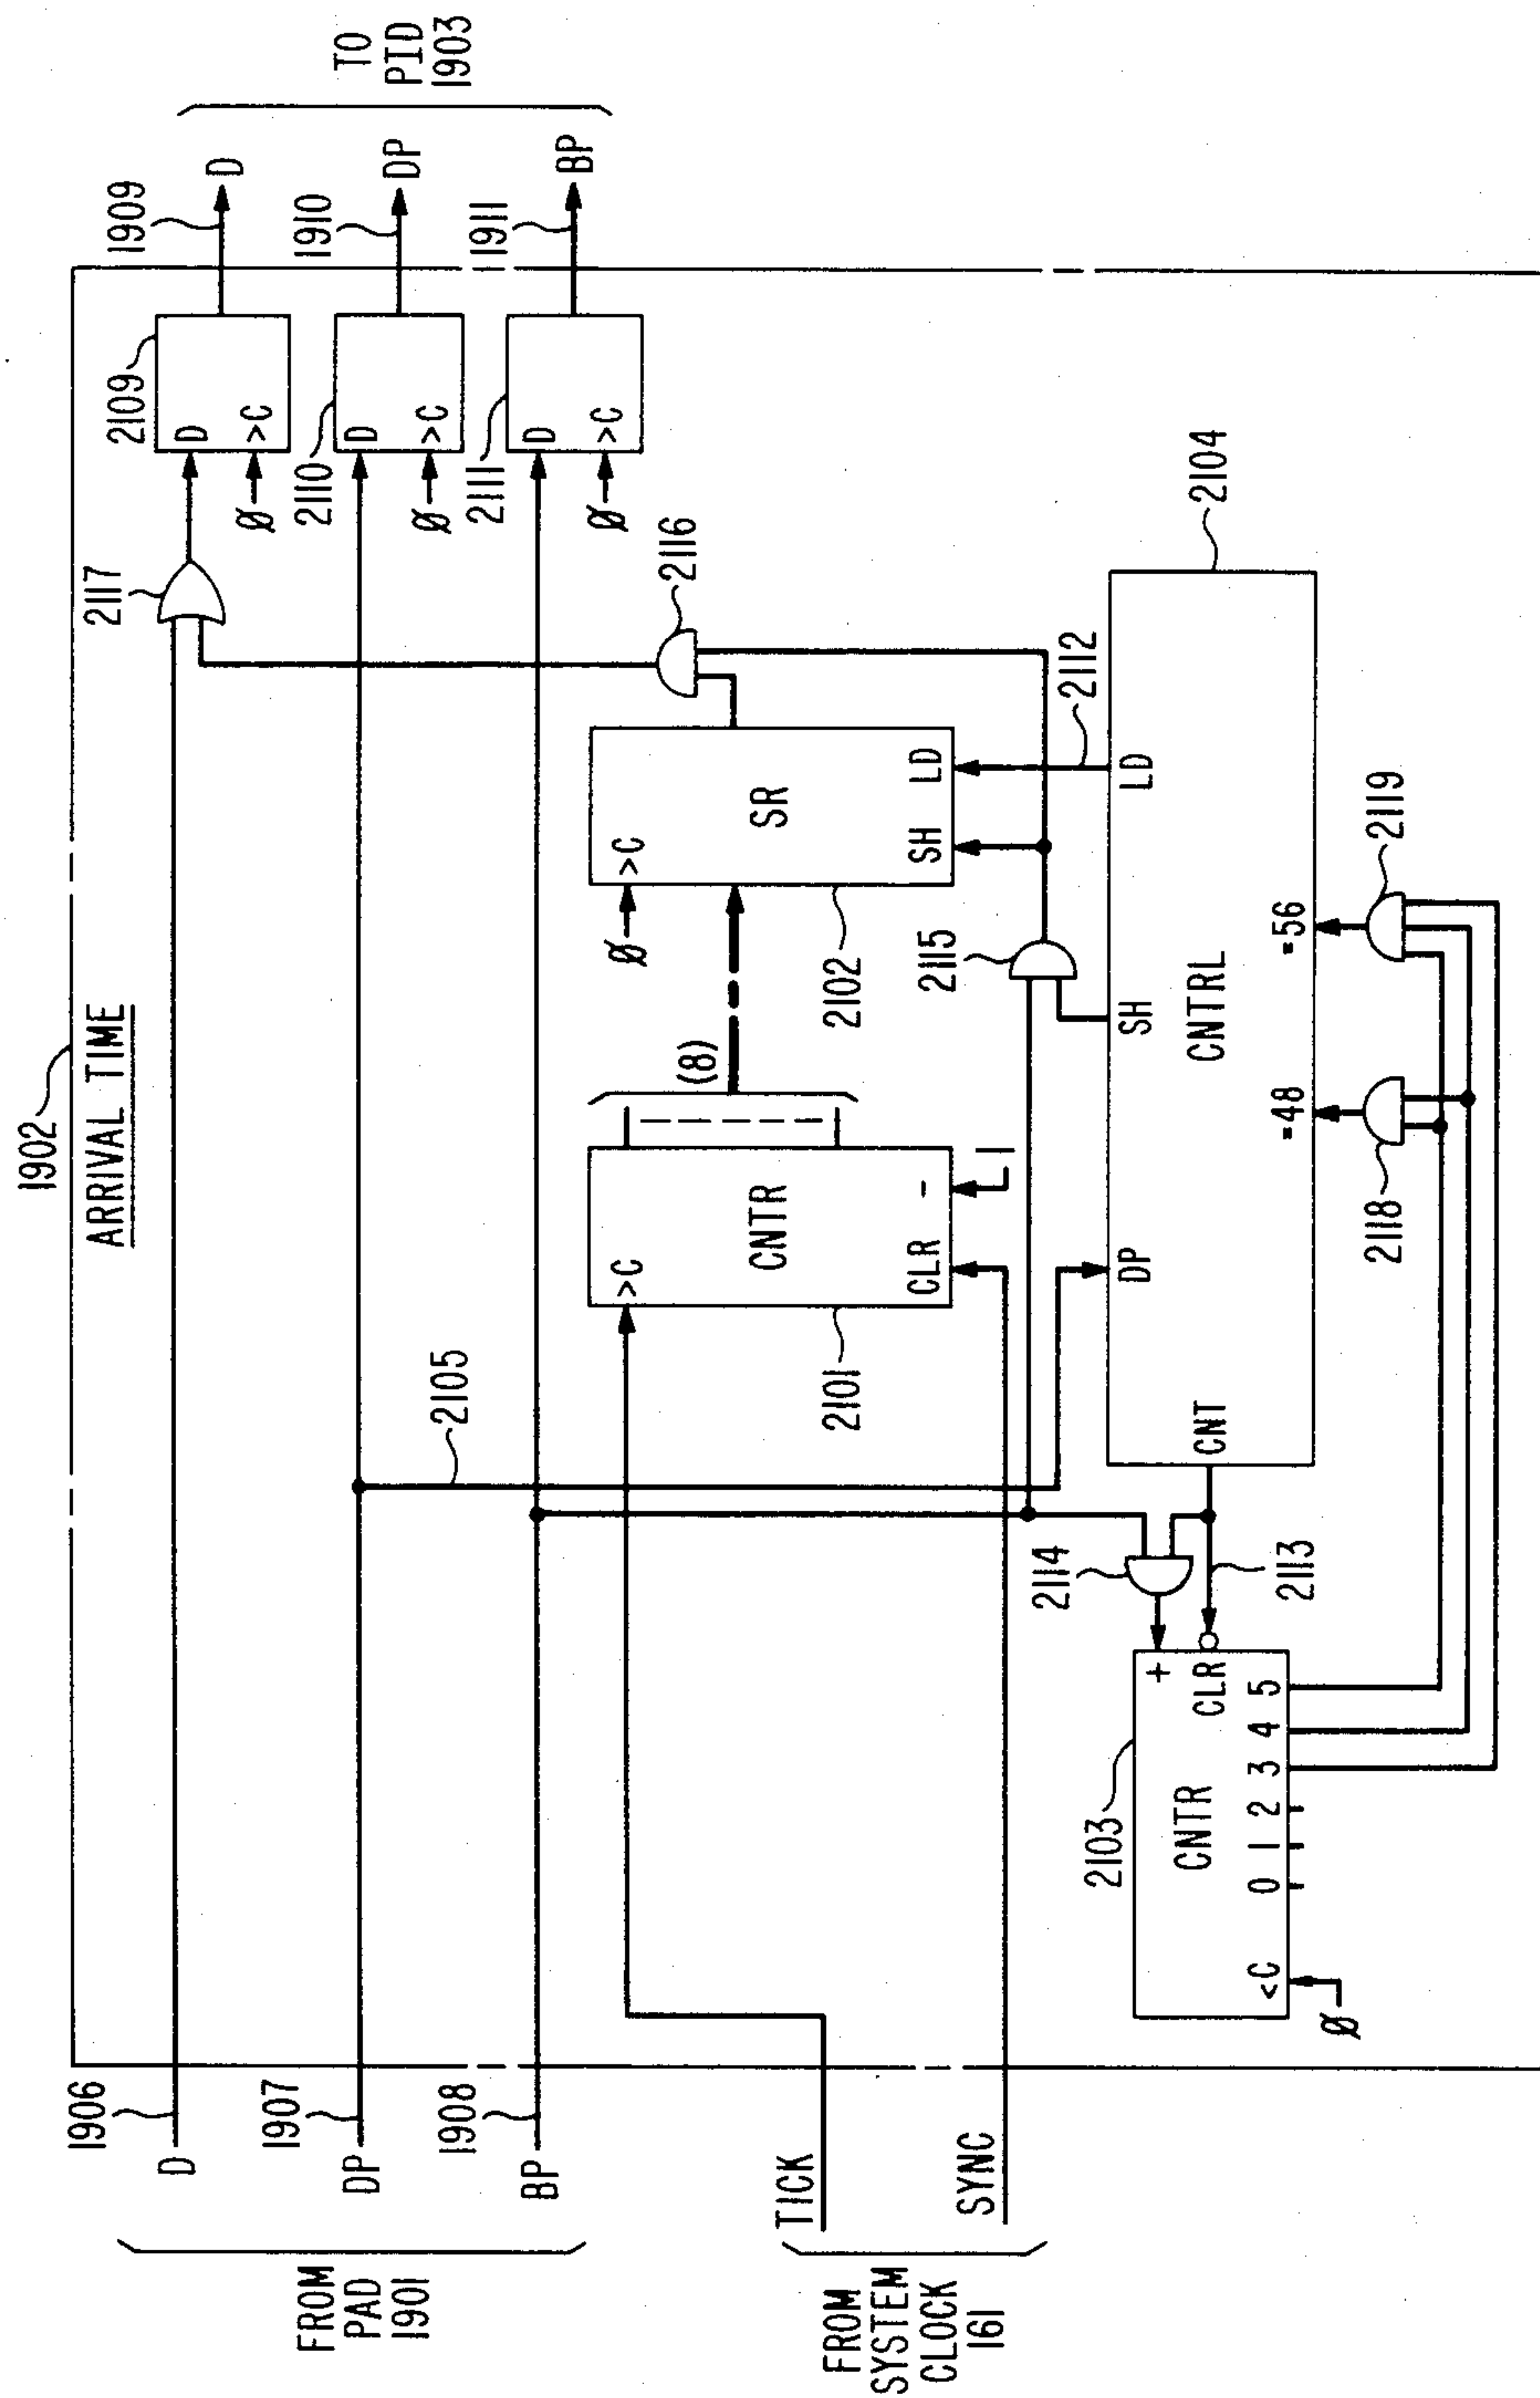 1902
ARRIVAL TIME
FROM
PAD
1901
D
1906
DP
1907
BP
1908
FROM
SYSTEM
CLOCK
161
TICK
SYNC
2105
2117
2109
D
>C
Ø
1909
D
2110
D
>C
Ø
1910
DP
2111
D
>C
Ø
1911
BP
TO
PID
1903
>C
CNTR
CLR
-
1
2101
(8)
Ø
>C
SR
SH
LD
2102
2116
2115
2112
2104
DP
SH
LD
CNT
CNTRL
=48
=56
2114
2113
2103
+
CLR
CNTR
<C
0
1
2
3
4
5
Ø
2118
2119